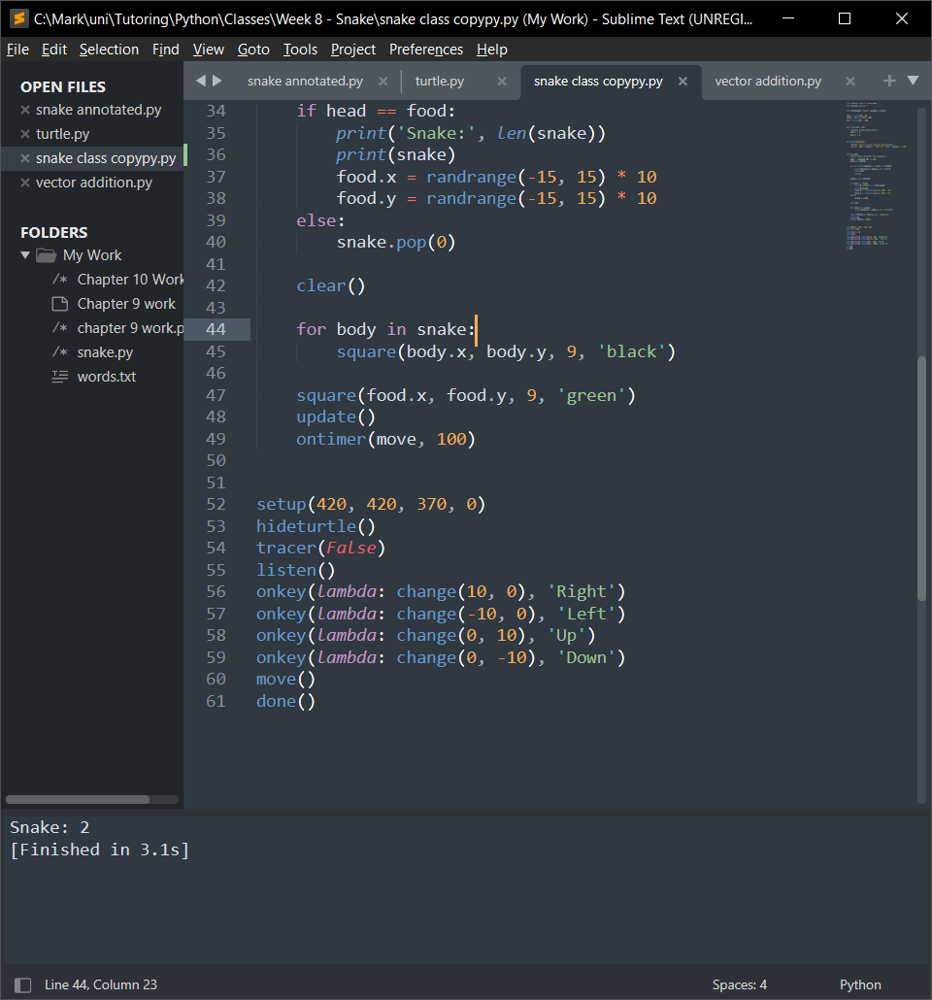 C:\Mark\uni\Tutoring\Python\Classes\Week 8 - Snake\snake class copypy.py (My Work) - Sublime Text (UNREGI...
File Edit Selection Find View Goto Tools Project Preferences Help
OPEN FILES
snake annotated.py
turtle.py
snake class copypy.py
vector addition.py
FOLDERS
My Work
/* Chapter 10 Work
Chapter 9 work
/* chapter 9 work.p
/* snake.py
words.txt
snake annotated.py turtle.py snake class copypy.py vector addition.py
34 if head == food:
35 print('Snake:', len(snake))
36 print(snake)
37 food.x = randrange(-15, 15) * 10
38 food.y = randrange(-15, 15) * 10
39 else:
40 snake.pop(0)
41
42 clear()
43
44 for body in snake:
45 square(body.x, body.y, 9, 'black')
46
47 square(food.x, food.y, 9, 'green')
48 update()
49 ontimer(move, 100)
50
51
52 setup(420, 420, 370, 0)
53 hideturtle()
54 tracer(False)
55 listen()
56 onkey(lambda: change(10, 0), 'Right')
57 onkey(lambda: change(-10, 0), 'Left')
58 onkey(lambda: change(0, 10), 'Up')
59 onkey(lambda: change(0, -10), 'Down')
60 move()
61 done()
Snake: 2
[Finished in 3.1s]
Line 44, Column 23 Spaces: 4 Python